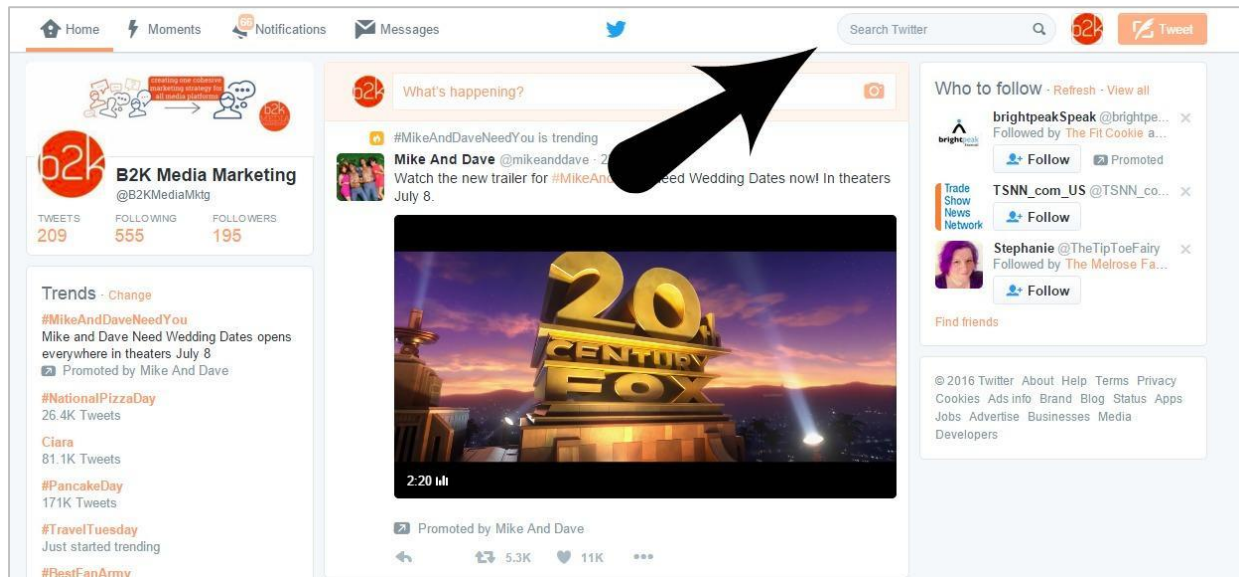 Home Moments 66 Notifications Messages Search Twitter b2k Tweet
creating one cohesive
marketing strategy for
all media platforms
b2k
MEDIA
b2k
B2K Media Marketing
@B2KMediaMktg
TWEETS FOLLOWING FOLLOWERS
209 555 195
Trends · Change
#MikeAndDaveNeedYou
Mike and Dave Need Wedding Dates opens
everywhere in theaters July 8
Promoted by Mike And Dave
#NationalPizzaDay
26.4K Tweets
Ciara
81.1K Tweets
#PancakeDay
171K Tweets
#TravelTuesday
Just started trending
#BestFanArmy
b2k What's happening?
#MikeAndDaveNeedYou is trending
Mike And Dave @mikeanddave · 2
Watch the new trailer for #MikeAn eed Wedding Dates now! In theaters
July 8.
20th
CENTURY
FOX
2:20
Promoted by Mike And Dave
5.3K 11K
Who to follow · Refresh · View all
brightpeak
brightpeakSpeak @brightpe...
Followed by The Fit Cookie a...
Follow Promoted
Trade
Show
News
Network
TSNN_com_US @TSNN_co...
Follow
Stephanie @TheTipToeFairy
Followed by The Melrose Fa...
Follow
Find friends
© 2016 Twitter About Help Terms Privacy
Cookies Ads info Brand Blog Status Apps
Jobs Advertise Businesses Media
Developers